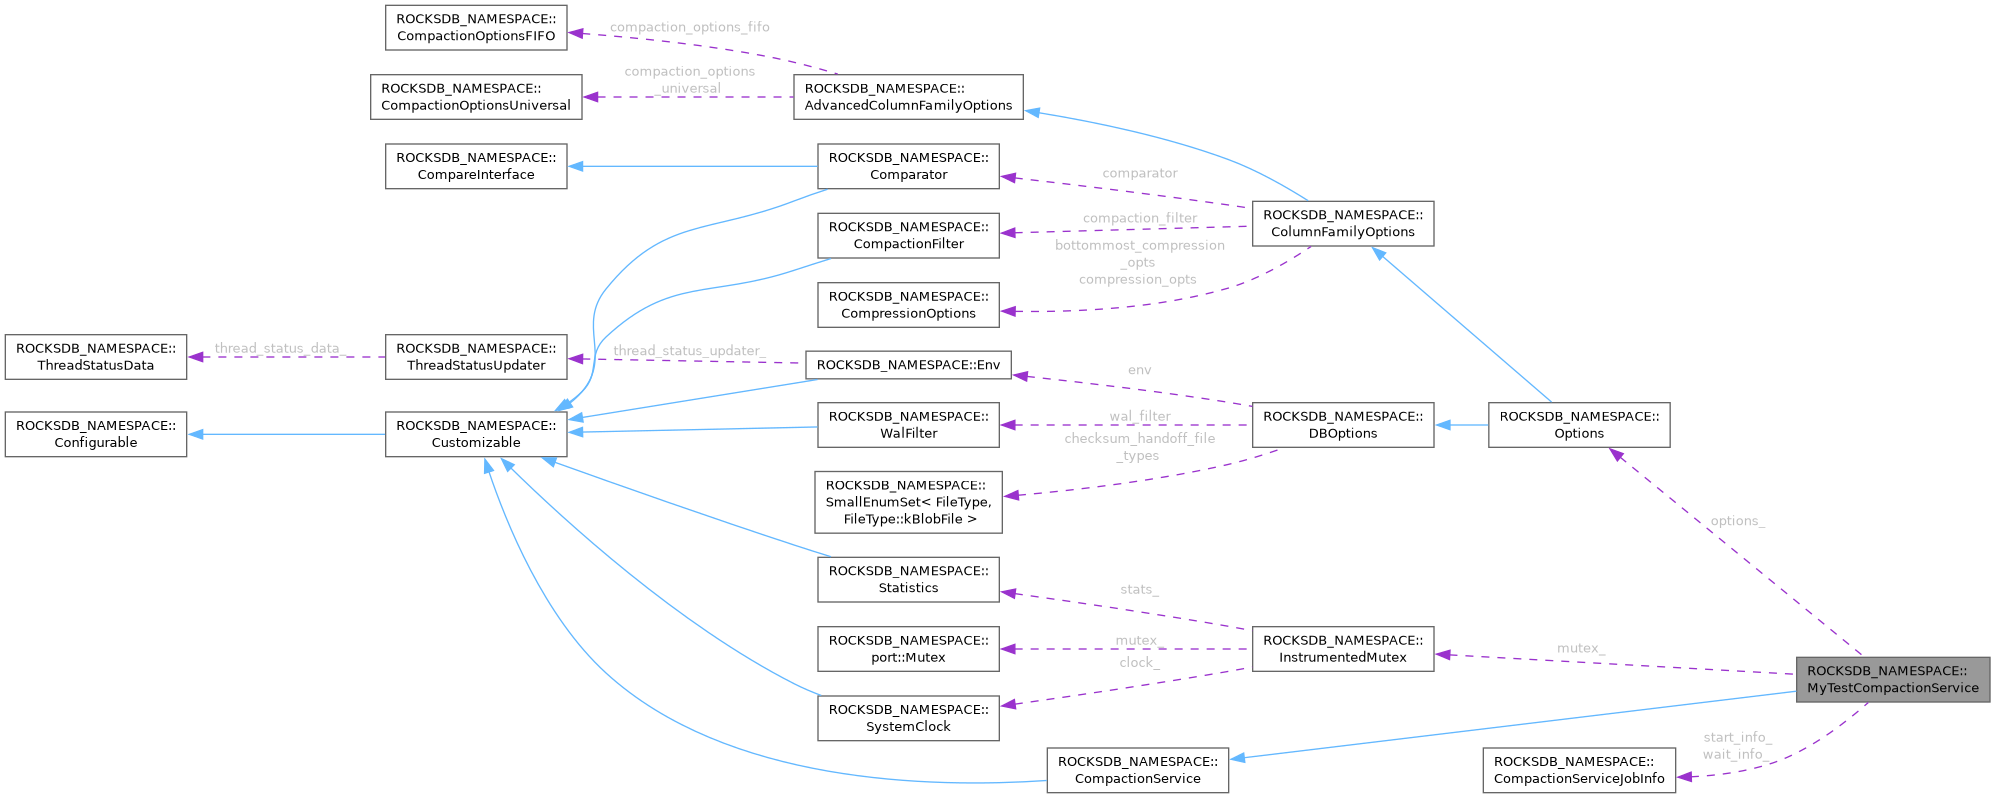 ROCKSDB_NAMESPACE::
CompactionOptionsFIFO
compaction_options_fifo
ROCKSDB_NAMESPACE::
CompactionOptionsUniversal
compaction_options
_universal
ROCKSDB_NAMESPACE::
AdvancedColumnFamilyOptions
ROCKSDB_NAMESPACE::
CompareInterface
ROCKSDB_NAMESPACE::
Comparator
comparator
ROCKSDB_NAMESPACE::
CompactionFilter
compaction_filter
ROCKSDB_NAMESPACE::
ColumnFamilyOptions
bottommost_compression
_opts
compression_opts
ROCKSDB_NAMESPACE::
CompressionOptions
ROCKSDB_NAMESPACE::
ThreadStatusData
thread_status_data_
ROCKSDB_NAMESPACE::
ThreadStatusUpdater
thread_status_updater_
ROCKSDB_NAMESPACE::Env
env
ROCKSDB_NAMESPACE::
Configurable
ROCKSDB_NAMESPACE::
Customizable
ROCKSDB_NAMESPACE::
WalFilter
wal_filter
checksum_handoff_file
_types
ROCKSDB_NAMESPACE::
DBOptions
ROCKSDB_NAMESPACE::
Options
ROCKSDB_NAMESPACE::
SmallEnumSet< FileType,
FileType::kBlobFile >
options_
ROCKSDB_NAMESPACE::
Statistics
stats_
ROCKSDB_NAMESPACE::
port::Mutex
mutex_
clock_
ROCKSDB_NAMESPACE::
InstrumentedMutex
mutex_
ROCKSDB_NAMESPACE::
MyTestCompactionService
ROCKSDB_NAMESPACE::
SystemClock
ROCKSDB_NAMESPACE::
CompactionService
start_info_
wait_info_
ROCKSDB_NAMESPACE::
CompactionServiceJobInfo